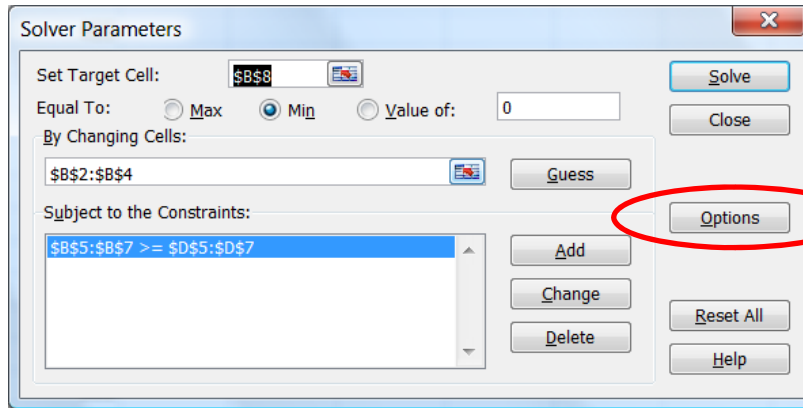 Solver Parameters
Set Target Cell: $B$8
Solve
Equal To: Max Min Value of: 0
Close
By Changing Cells:
$B$2:$B$4
Guess
Subject to the Constraints:
Options
$B$5:$B$7 >= $D$5:$D$7
Add
Change
Reset All
Delete
Help